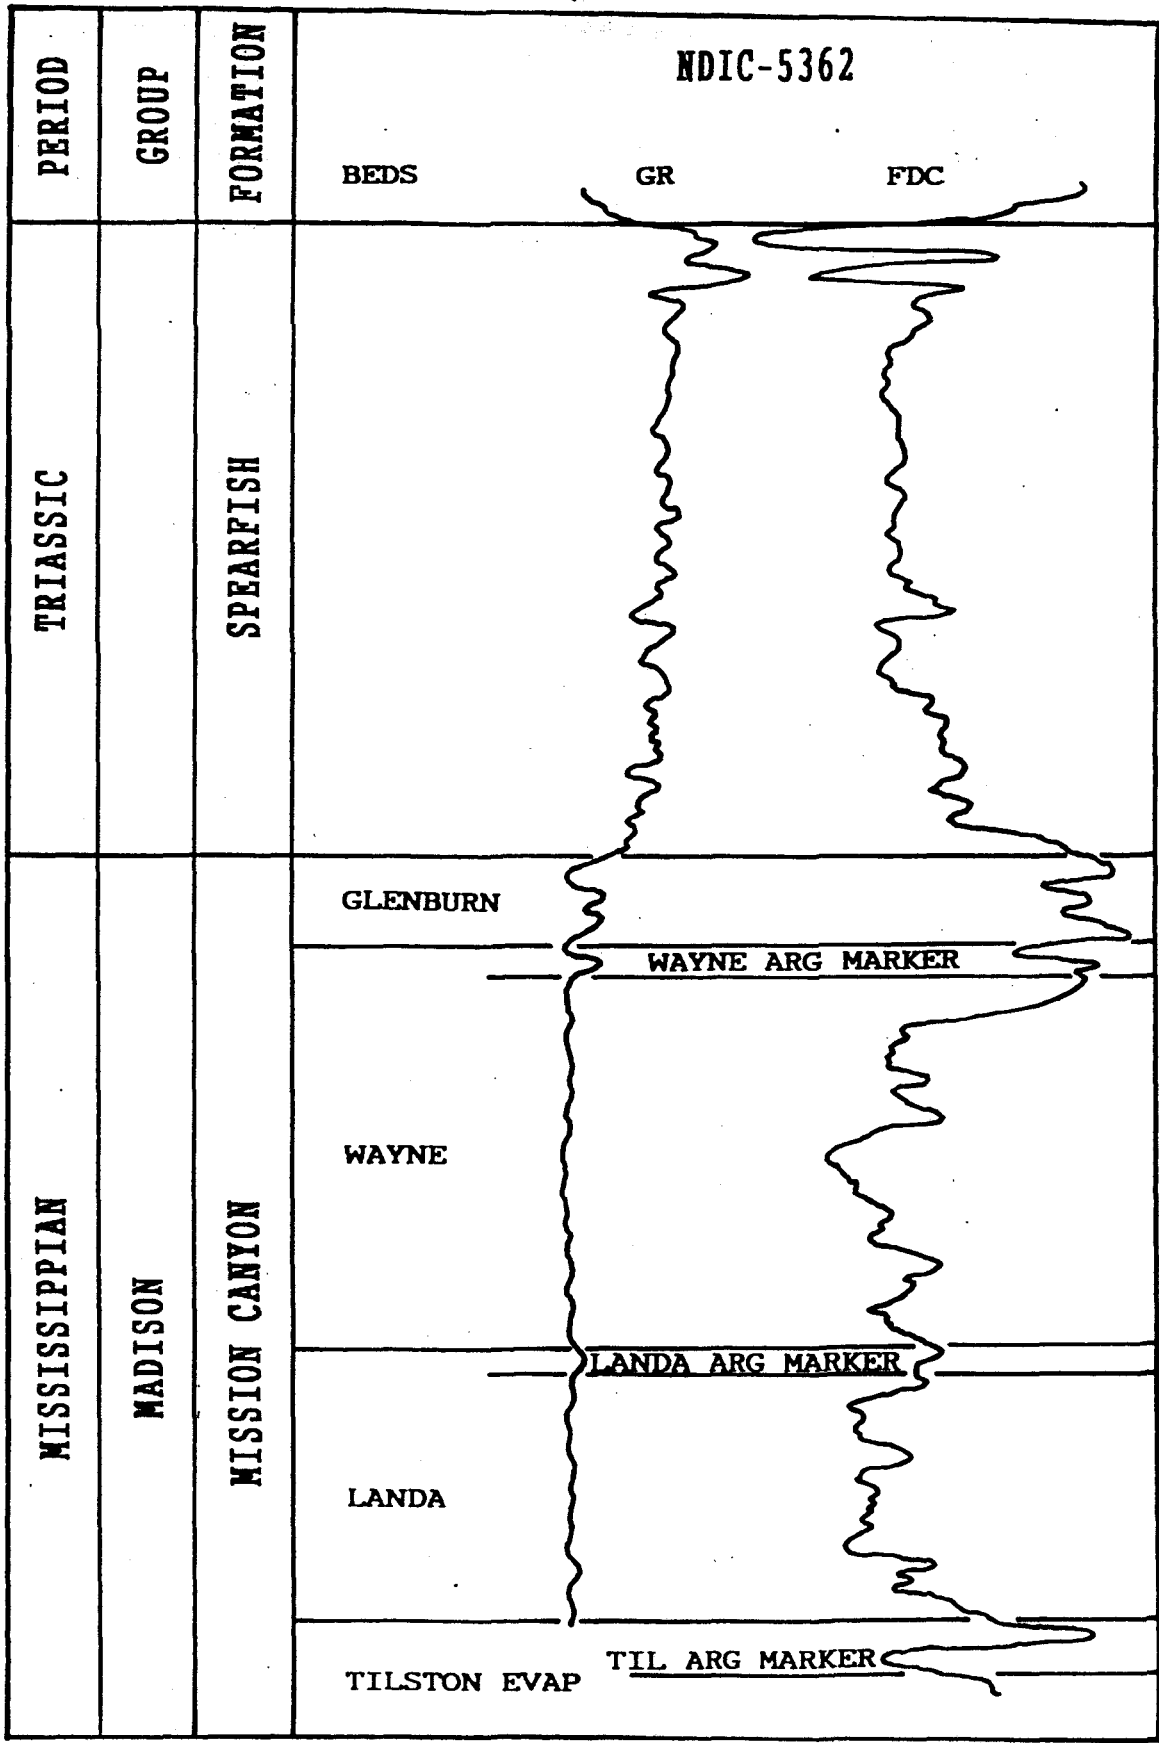 NDIC-5362
PERIOD
GROUP
FORMATION
BEDS
GR
FDC
TRIASSIC
SPEARFISH
MISSISSIPPIAN
MADISON
MISSION CANYON
GLENBURN
WAYNE ARG MARKER
WAYNE
LANDA ARG MARKER
LANDA
TIL ARG MARKER
TILSTON EVAP